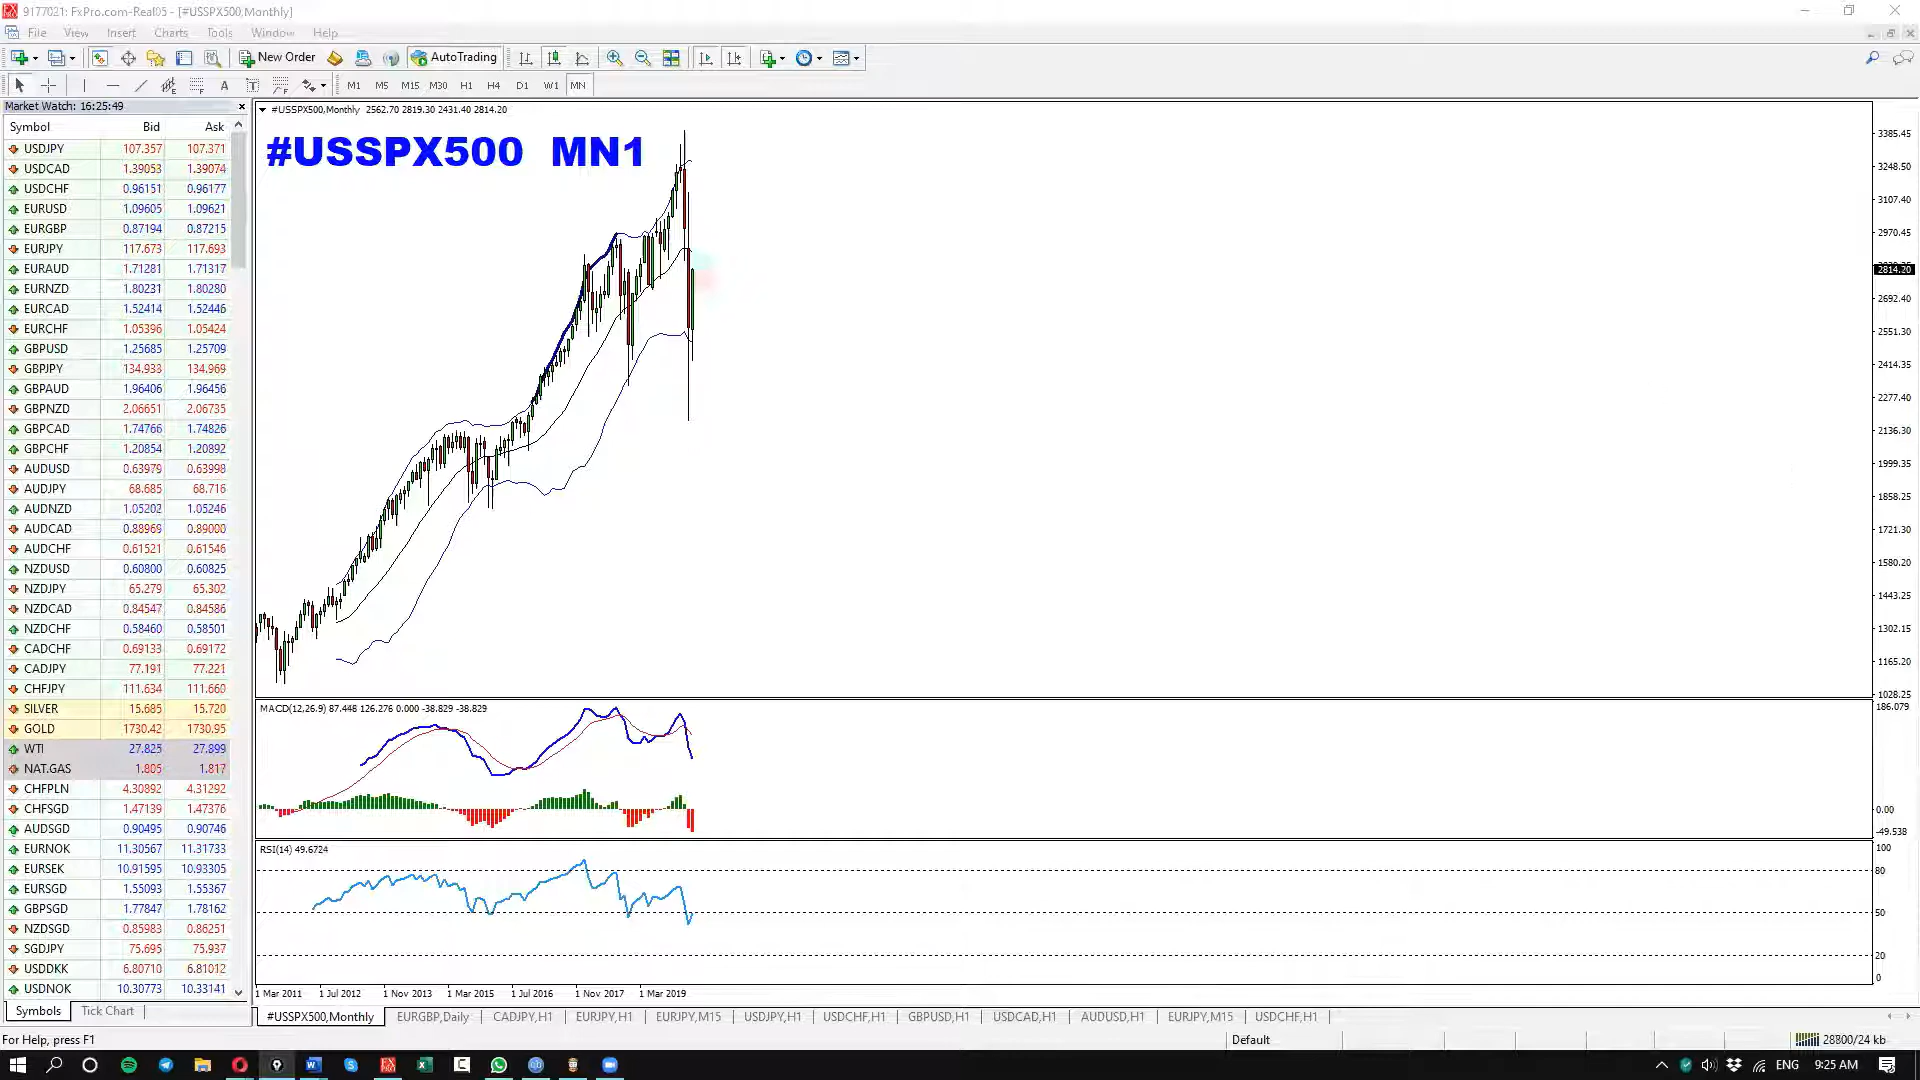 9177021: FxPro.com-Real05 - [#USSPX500,Monthly]
File View Insert Charts Tools Window Help
New Order AutoTrading
A T M1 M5 M15 M30 H1 H4 D1 W1 MN
Market Watch: 16:25:49
Symbol Bid Ask
USDJPY 107.357 107.371
USDCAD 1.39053 1.39074
USDCHF 0.96151 0.96177
EURUSD 1.09605 1.09621
EURGBP 0.87194 0.87215
EURJPY 117.673 117.693
EURAUD 1.71281 1.71317
EURNZD 1.80231 1.80280
EURCAD 1.52414 1.52446
EURCHF 1.05396 1.05424
GBPUSD 1.25685 1.25709
GBPJPY 134.933 134.969
GBPAUD 1.96406 1.96456
GBPNZD 2.06651 2.06735
GBPCAD 1.74766 1.74826
GBPCHF 1.20854 1.20892
AUDUSD 0.63979 0.63998
AUDJPY 68.685 68.716
AUDNZD 1.05202 1.05246
AUDCAD 0.88969 0.89000
AUDCHF 0.61521 0.61546
NZDUSD 0.60800 0.60825
NZDJPY 65.279 65.302
NZDCAD 0.84547 0.84586
NZDCHF 0.58460 0.58501
CADCHF 0.69133 0.69172
CADJPY 77.191 77.221
CHFJPY 111.634 111.660
SILVER 15.685 15.720
GOLD 1730.42 1730.95
WTI 27.825 27.899
NAT.GAS 1.805 1.817
CHFPLN 4.30892 4.31292
CHFSGD 1.47139 1.47376
AUDSGD 0.90495 0.90746
EURNOK 11.30567 11.31733
EURSEK 10.91595 10.93305
EURSGD 1.55093 1.55367
GBPSGD 1.77847 1.78162
NZDSGD 0.85983 0.86251
SGDJPY 75.695 75.937
USDDKK 6.80710 6.81012
USDNOK 10.30773 10.33141
Symbols Tick Chart
#USSPX500,Monthly 2562.70 2819.30 2431.40 2814.20
#USSPX500 MN1
3385.45
3248.50
3107.40
2970.45
2814.20
2692.40
2551.30
2414.35
2277.40
2136.30
1999.35
1858.25
1721.30
1580.20
1443.25
1302.15
1165.20
1028.25
MACD(12,26,9) 87.448 126.276 0.000 -38.829 -38.829
186.079
0.00
-49.538
RSI(14) 49.6724
100
80
50
20
0
1 Mar 2011 1 Jul 2012 1 Nov 2013 1 Mar 2015 1 Jul 2016 1 Nov 2017 1 Mar 2019
#USSPX500,Monthly EURGBP,Daily CADJPY,H1 EURJPY,H1 EURJPY,M15 USDJPY,H1 USDCHF,H1 GBPUSD,H1 USDCAD,H1 AUDUSD,H1 EURJPY,M15 USDCHF,H1
For Help, press F1 Default 28800/24 kb
ENG 9:25 AM